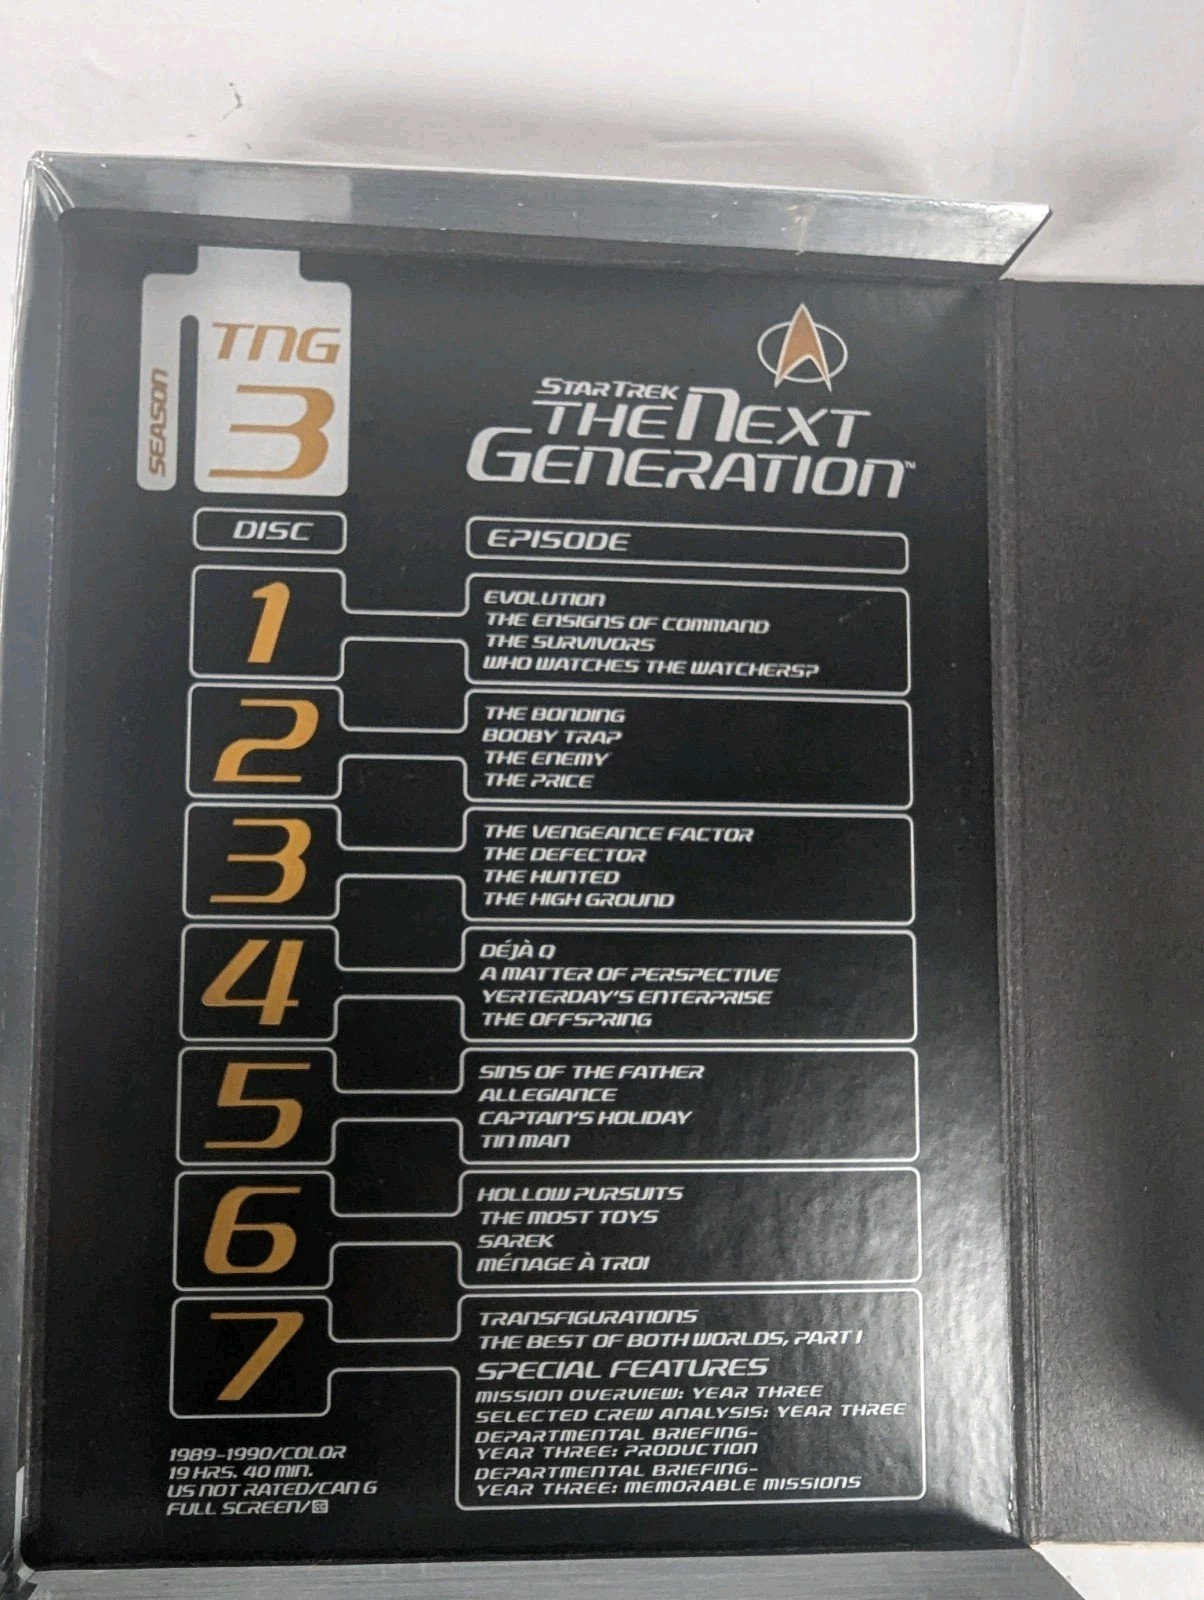 SEASON
TNG
3
STAR TREK
THE NEXT
GENERATION™
DISC
EPISODE
1
EVOLUTION
THE ENSIGNS OF COMMAND
THE SURVIVORS
WHO WATCHES THE WATCHERS?
2
THE BONDING
BOOBY TRAP
THE ENEMY
THE PRICE
3
THE VENGEANCE FACTOR
THE DEFECTOR
THE HUNTED
THE HIGH GROUND
4
DÉJÀ Q
A MATTER OF PERSPECTIVE
YERTERDAY'S ENTERPRISE
THE OFFSPRING
5
SINS OF THE FATHER
ALLEGIANCE
CAPTAIN'S HOLIDAY
TIN MAN
6
HOLLOW PURSUITS
THE MOST TOYS
SAREK
MÉNAGE À TROI
7
TRANSFIGURATIONS
THE BEST OF BOTH WORLDS, PART I
SPECIAL FEATURES
MISSION OVERVIEW: YEAR THREE
SELECTED CREW ANALYSIS: YEAR THREE
DEPARTMENTAL BRIEFING-
YEAR THREE: PRODUCTION
DEPARTMENTAL BRIEFING-
YEAR THREE: MEMORABLE MISSIONS
1989-1990/COLOR
19 HRS. 40 MIN.
US NOT RATED/CAN G
FULL SCREEN/CC